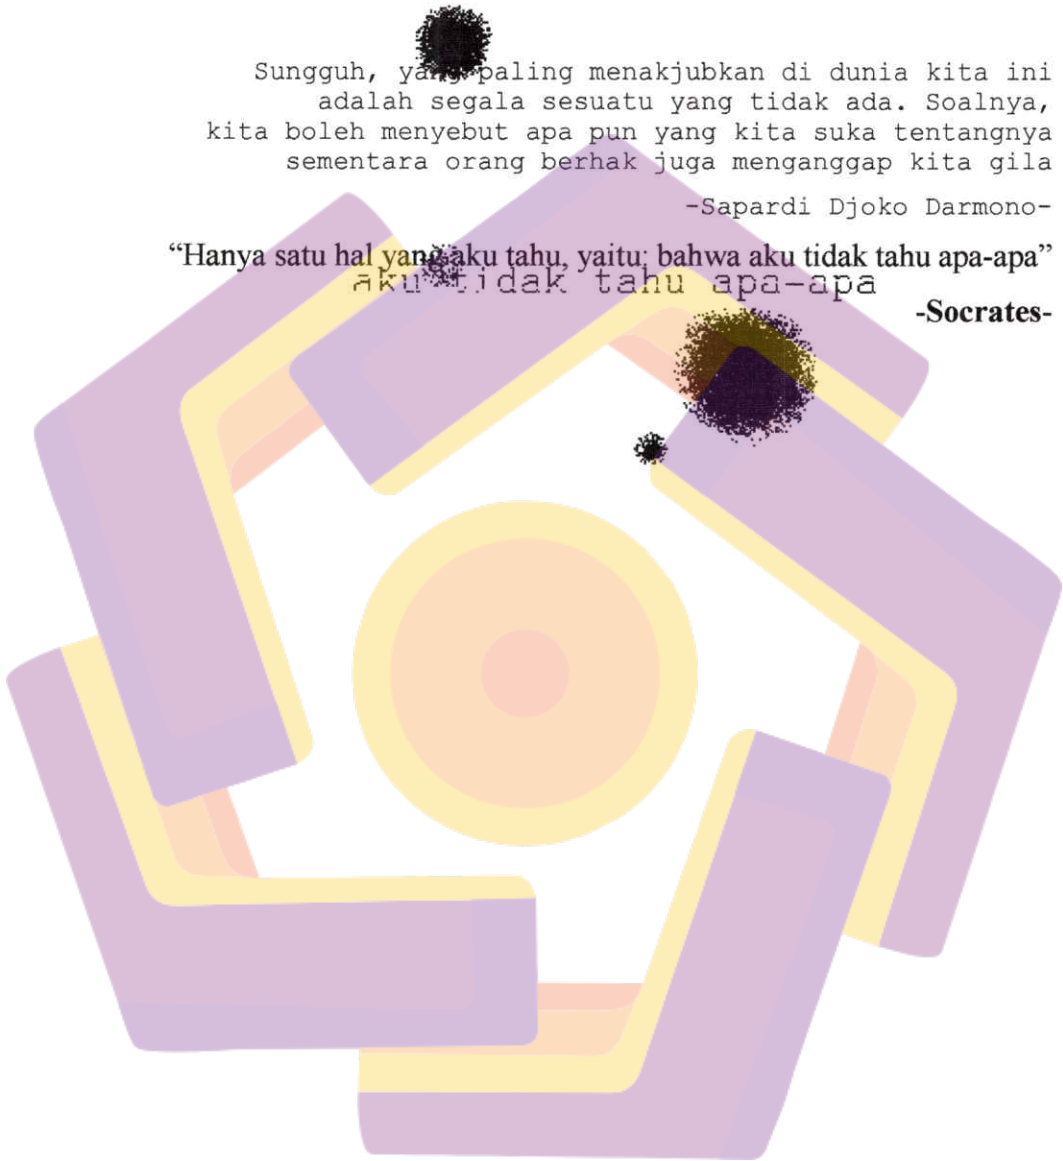 Sungguh, yang paling menakjubkan di dunia kita ini
adalah segala sesuatu yang tidak ada. Soalnya,
kita boleh menyebut apa pun yang kita suka tentangnya
sementara orang berhak juga menganggap kita gila
-Sapardi Djoko Darmono-
“Hanya satu hal yang aku tahu, yaitu; bahwa aku tidak tahu apa-apa”
aku tidak tahu apa-apa
-Socrates-